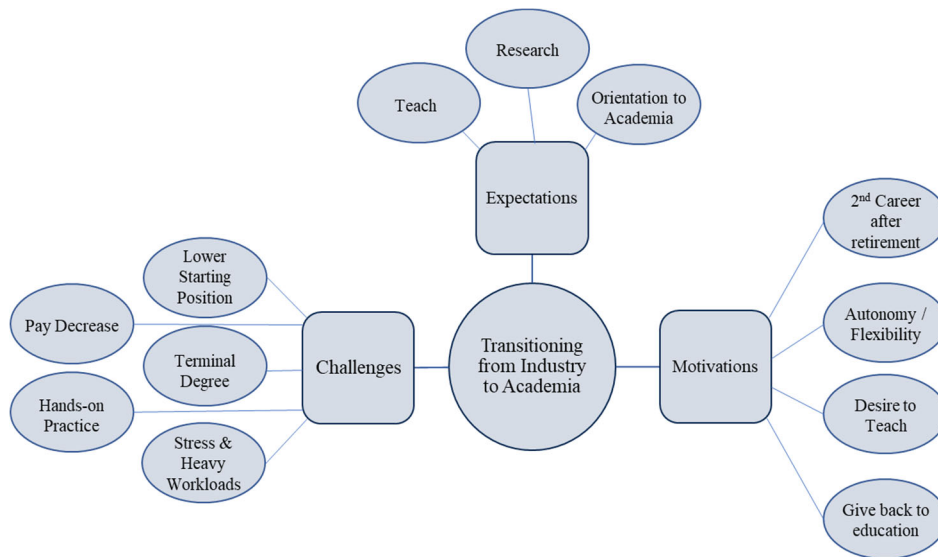 Research
Teach
Orientation to
Academia
Expectations
2nd Career
after
retirement
Lower
Starting
Position
Pay Decrease
Autonomy /
Flexibility
Terminal
Degree
Challenges
Transitioning
from Industry
to Academia
Motivations
Hands-on
Practice
Desire to
Teach
Stress &
Heavy
Workloads
Give back to
education